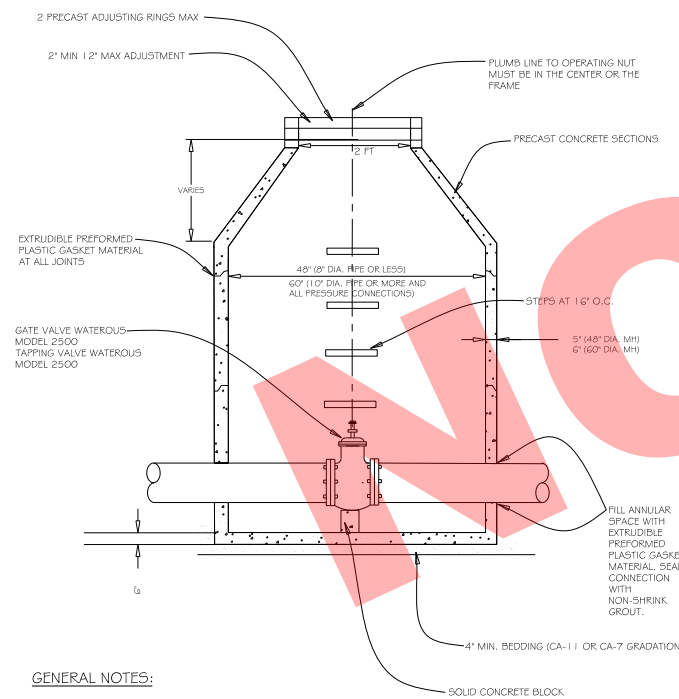 2 PRECAST ADJUSTING RINGS MAX
2" MIN 12" MAX ADJUSTMENT
PLUMB LINE TO OPERATING NUT
MUST BE IN THE CENTER OR THE
FRAME
PRECAST CONCRETE SECTIONS
2 FT
VARIES
EXTRUDIBLE PREFORMED
PLASTIC GASKET MATERIAL
AT ALL JOINTS
48" (8" DIA. PIPE OR LESS)
60" (10" DIA. PIPE OR MORE AND
ALL PRESSURE CONNECTIONS)
STEPS AT 16" O.C.
GATE VALVE WATEROUS
MODEL 2500
TAPPING VALVE WATEROUS
MODEL 2500
5" (48" DIA. MH)
6" (60" DIA. MH)
FILL ANNULAR
SPACE WITH
EXTRUDIBLE
PREFORMED
PLASTIC GASKE
MATERIAL. SEAL
CONNECTION
WITH
NON-SHRINK
GROUT.
4" MIN. BEDDING (CA-11 OR CA-7 GRADATION
SOLID CONCRETE BLOCK
GENERAL NOTES: